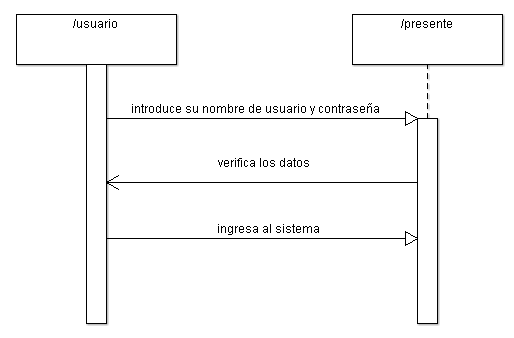 /usuario
/presente
introduce su nombre de usuario y contraseña
verifica los datos
ingresa al sistema